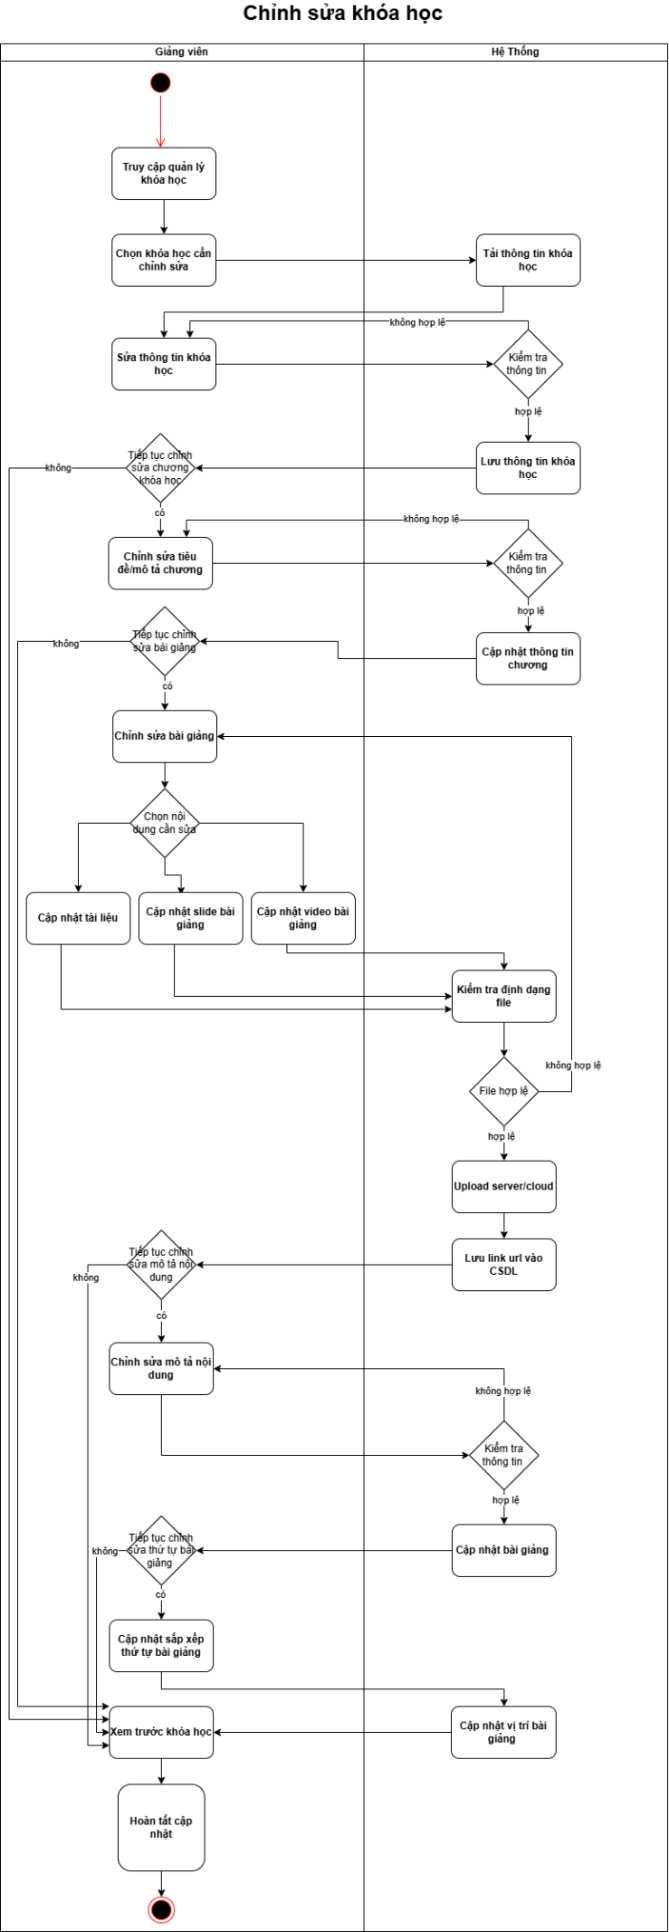 Chỉnh sửa khóa học
Giảng viên
Hệ Thống
Truy cập quản lý
khóa học
Chọn khóa học cần
chỉnh sửa
Tải thông tin khóa
học
không hợp lệ
Sửa thông tin khóa
học
Kiểm tra
thông tin
hợp lệ
Tiếp tục chỉnh
sửa chương
khóa học
không
Lưu thông tin khóa
học
có
không hợp lệ
Chỉnh sửa tiêu
đề/mô tả chương
Kiểm tra
thông tin
hợp lệ
Tiếp tục chỉnh
sửa bài giảng
không
Cập nhật thông tin
chương
có
Chỉnh sửa bài giảng
Chọn nội
dung cần sửa
Cập nhật tài liệu
Cập nhật slide bài
giảng
Cập nhật video bài
giảng
Kiểm tra định dạng
file
không hợp lệ
File hợp lệ
hợp lệ
Upload server/cloud
Tiếp tục chỉnh
sửa mô tả nội
dung
không
Lưu link url vào
CSDL
có
Chỉnh sửa mô tả nội
dung
không hợp lệ
Kiểm tra
thông tin
hợp lệ
Tiếp tục chỉnh
sửa thứ tự bài
giảng
không
Cập nhật bài giảng
có
Cập nhật sắp xếp
thứ tự bài giảng
Xem trước khóa học
Cập nhật vị trí bài
giảng
Hoàn tất cập
nhật